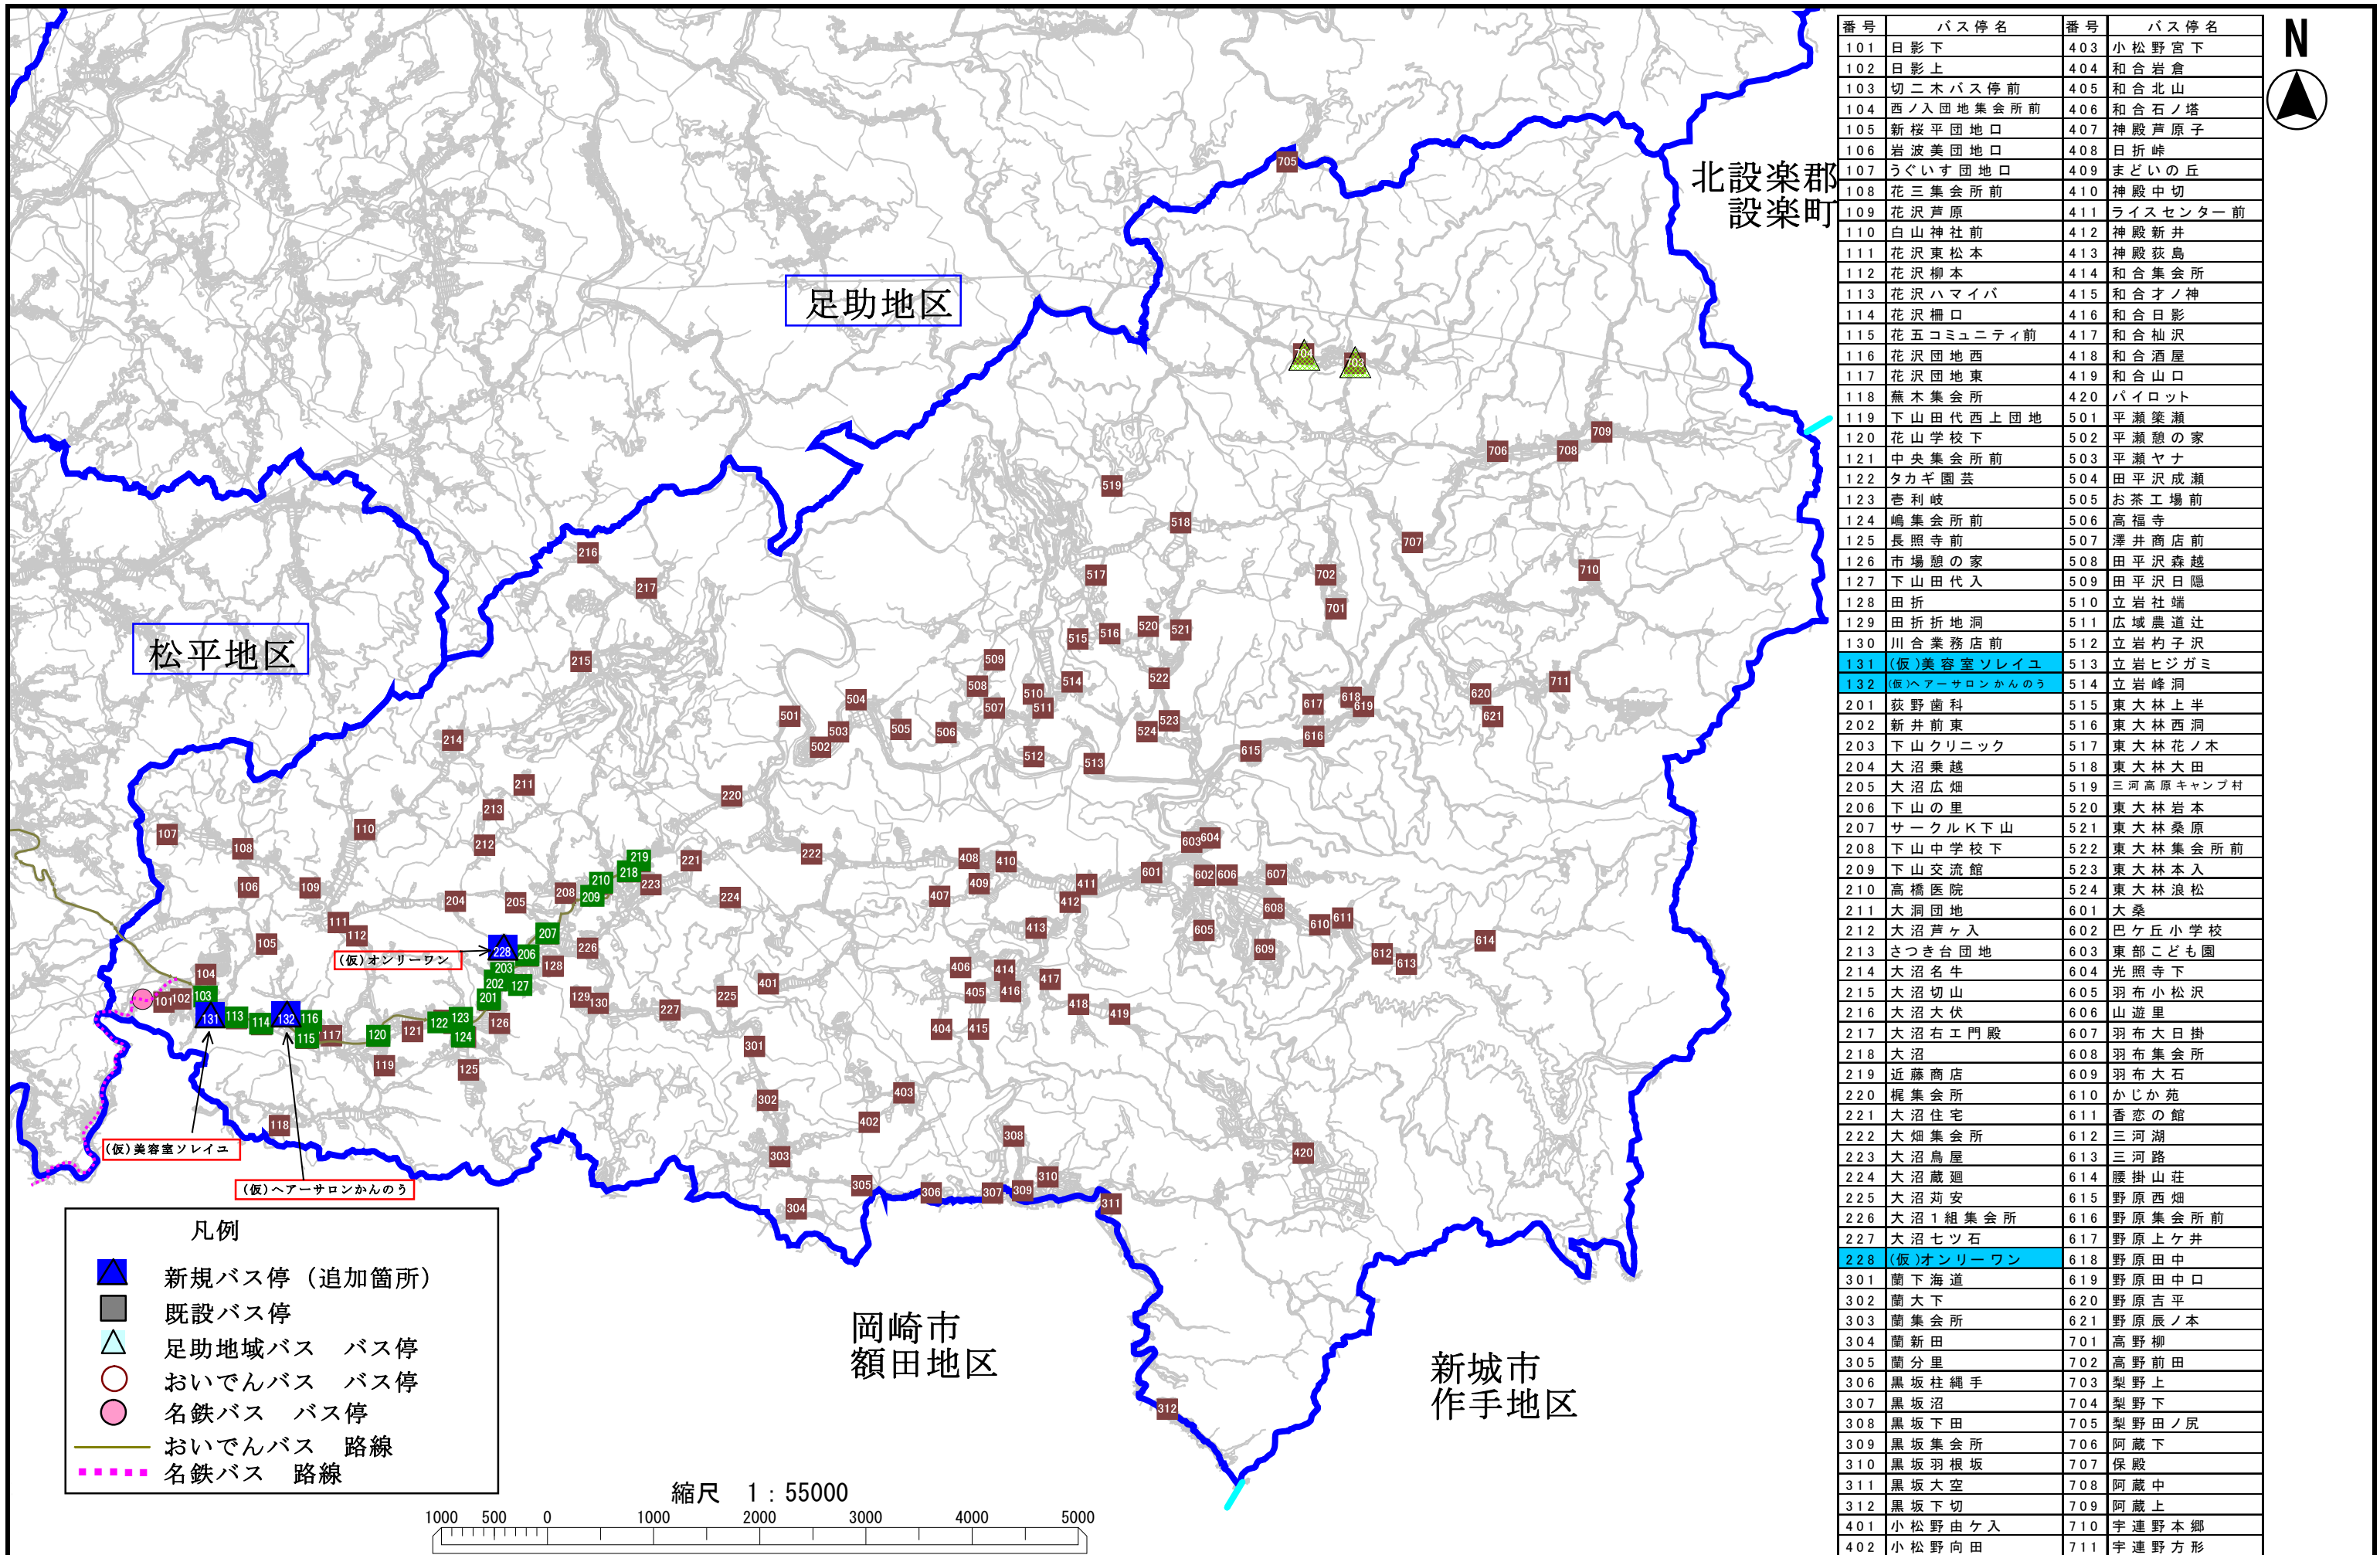 足助地区
松平地区
北設楽郡
設楽町
岡崎市
額田地区
新城市
作手地区
(仮)オンリーワン
(仮)美容室ソレイユ
(仮)ヘアーサロンかんのう
凡例
新規バス停（追加箇所）
既設バス停
足助地域バス　バス停
おいでんバス　バス停
名鉄バス　バス停
おいでんバス　路線
名鉄バス　路線
縮尺　1：55000
1000 500 0 1000 2000 3000 4000 5000
N
番号 バス停名 番号 バス停名
101 日影下 403 小松野宮下
102 日影上 404 和合岩倉
103 切二木バス停前 405 和合北山
104 西ノ入団地集会所前 406 和合石ノ塔
105 新桜平団地口 407 神殿芦原子
106 岩波美団地口 408 日折峠
107 うぐいす団地口 409 まどいの丘
108 花三集会所前 410 神殿中切
109 花沢芦原 411 ライスセンター前
110 白山神社前 412 神殿新井
111 花沢東松本 413 神殿荻島
112 花沢柳本 414 和合集会所
113 花沢ハマイバ 415 和合才ノ神
114 花沢柵口 416 和合日影
115 花五コミュニティ前 417 和合杣沢
116 花沢団地西 418 和合酒屋
117 花沢団地東 419 和合山口
118 蕪木集会所 420 パイロット
119 下山田代西上団地 501 平瀬簗瀬
120 花山学校下 502 平瀬憩の家
121 中央集会所前 503 平瀬ヤナ
122 タカギ園芸 504 田平沢成瀬
123 壱利岐 505 お茶工場前
124 嶋集会所前 506 高福寺
125 長照寺前 507 澤井商店前
126 市場憩の家 508 田平沢森越
127 下山田代入 509 田平沢日隠
128 田折 510 立岩社端
129 田折折地洞 511 広域農道辻
130 川合業務店前 512 立岩杓子沢
131 (仮)美容室ソレイユ 513 立岩ヒジガミ
132 (仮)ヘアーサロンかんのう 514 立岩峰洞
201 荻野歯科 515 東大林上半
202 新井前東 516 東大林西洞
203 下山クリニック 517 東大林花ノ木
204 大沼乗越 518 東大林大田
205 大沼広畑 519 三河高原キャンプ村
206 下山の里 520 東大林岩本
207 サークルK下山 521 東大林桑原
208 下山中学校下 522 東大林集会所前
209 下山交流館 523 東大林本入
210 高橋医院 524 東大林浪松
211 大洞団地 601 大桑
212 大沼芦ヶ入 602 巴ケ丘小学校
213 さつき台団地 603 東部こども園
214 大沼名牛 604 光照寺下
215 大沼切山 605 羽布小松沢
216 大沼大伏 606 山遊里
217 大沼右エ門殿 607 羽布大日掛
218 大沼 608 羽布集会所
219 近藤商店 609 羽布大石
220 梶集会所 610 かじか苑
221 大沼住宅 611 香恋の館
222 大畑集会所 612 三河湖
223 大沼鳥屋 613 三河路
224 大沼蔵廻 614 腰掛山荘
225 大沼苅安 615 野原西畑
226 大沼1組集会所 616 野原集会所前
227 大沼七ツ石 617 野原上ケ井
228 (仮)オンリーワン 618 野原田中
301 蘭下海道 619 野原田中口
302 蘭大下 620 野原吉平
303 蘭集会所 621 野原辰ノ本
304 蘭新田 701 高野柳
305 蘭分里 702 高野前田
306 黒坂柱縄手 703 梨野上
307 黒坂沼 704 梨野下
308 黒坂下田 705 梨野田ノ尻
309 黒坂集会所 706 阿蔵下
310 黒坂羽根坂 707 保殿
311 黒坂大空 708 阿蔵中
312 黒坂下切 709 阿蔵上
401 小松野由ケ入 710 宇連野本郷
402 小松野向田 711 宇連野方形